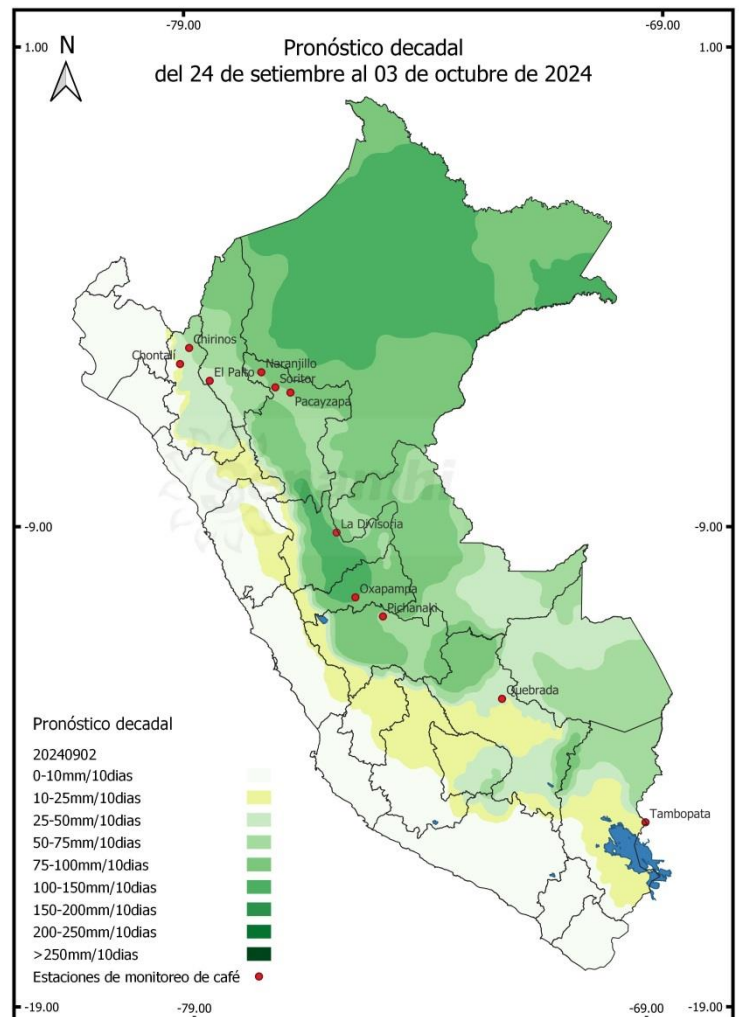 -79.00
-69.00
1.00
N
Pronóstico decadal
1.00
del 24 de setiembre al 03 de octubre de 2024
Chirinos
Chontalí
El Palto
Naranjillo
Soritor
Pacayzapa
Senamhi
-9.00
La Divisoria
-9.00
Oxapampa
Pichanaki
Quebrada
Tambopata
Pronóstico decadal
20240902
0-10mm/10dias
10-25mm/10dias
25-50mm/10dias
50-75mm/10dias
75-100mm/10dias
100-150mm/10dias
150-200mm/10dias
200-250mm/10dias
>250mm/10dias
Estaciones de monitoreo de café
-19.00
-79.00
-69.00
-19.00